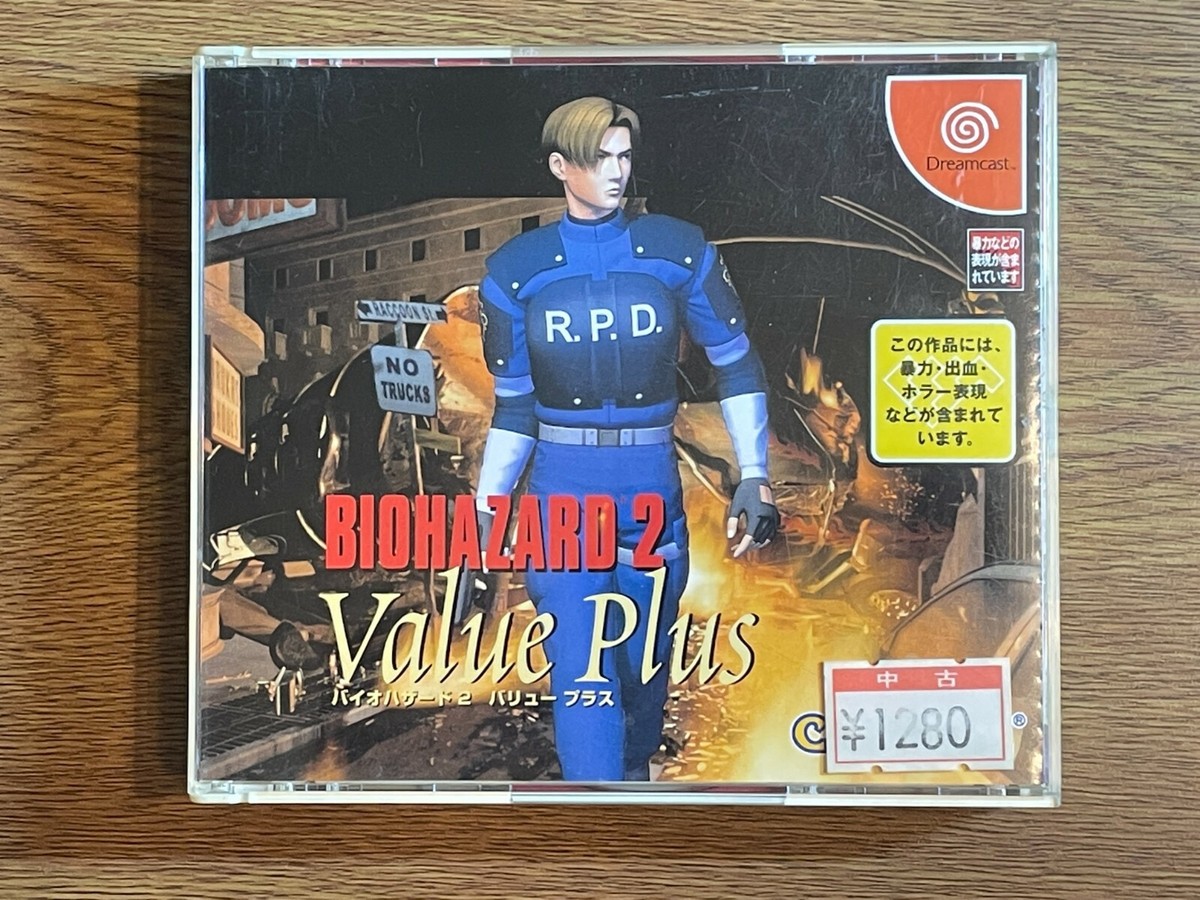 Dreamcast™
暴力などの
表現が含ま
れています
この作品には、
暴力・出血・
ホラー表現
などが含まれて
います。
RACCOON St.
NO
TRUCKS
R.P.D.
BIOHAZARD 2
Value Plus
バイオハザード2 バリュー プラス
中古
¥1280
C
®